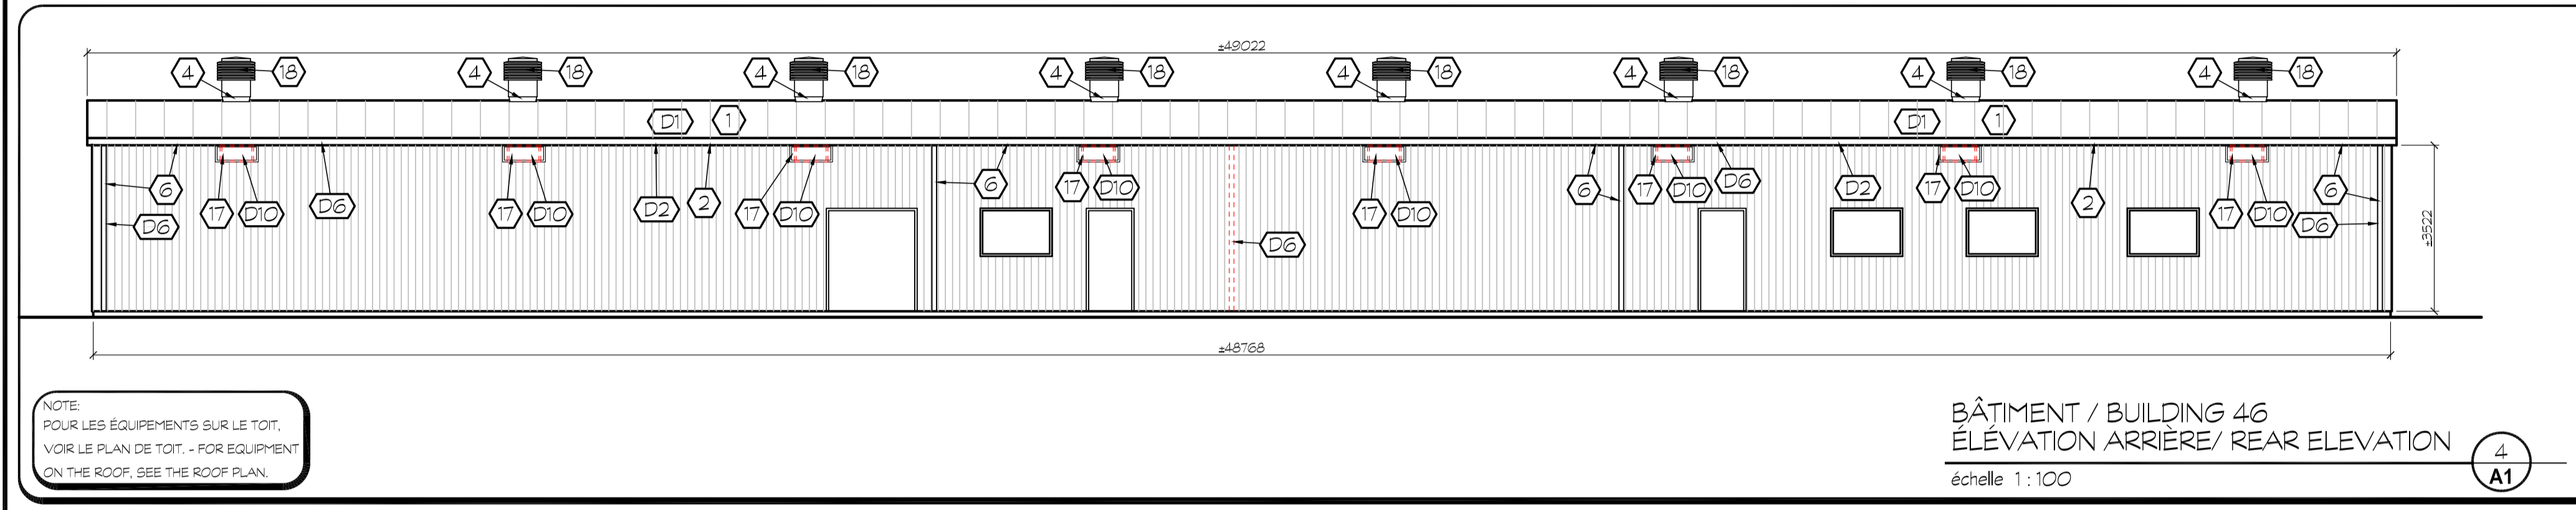 ±49022
4 18 4 18 4 18 4 18 4 18 4 18 4 18 4 18
D1 1 D1 1
6 17 D10 D6 17 D10 D2 2 17 D10 6 17 D10 17 D10 6 17 D10 D6 D2 17 D10 2 17 D10 6
D6 D6 D6
±3522
±48768
NOTE:
POUR LES ÉQUIPEMENTS SUR LE TOIT,
VOIR LE PLAN DE TOIT. - FOR EQUIPMENT
ON THE ROOF, SEE THE ROOF PLAN.
BÂTIMENT / BUILDING 46
ÉLÉVATION ARRIÈRE/ REAR ELEVATION
échelle 1 : 100
4
A1